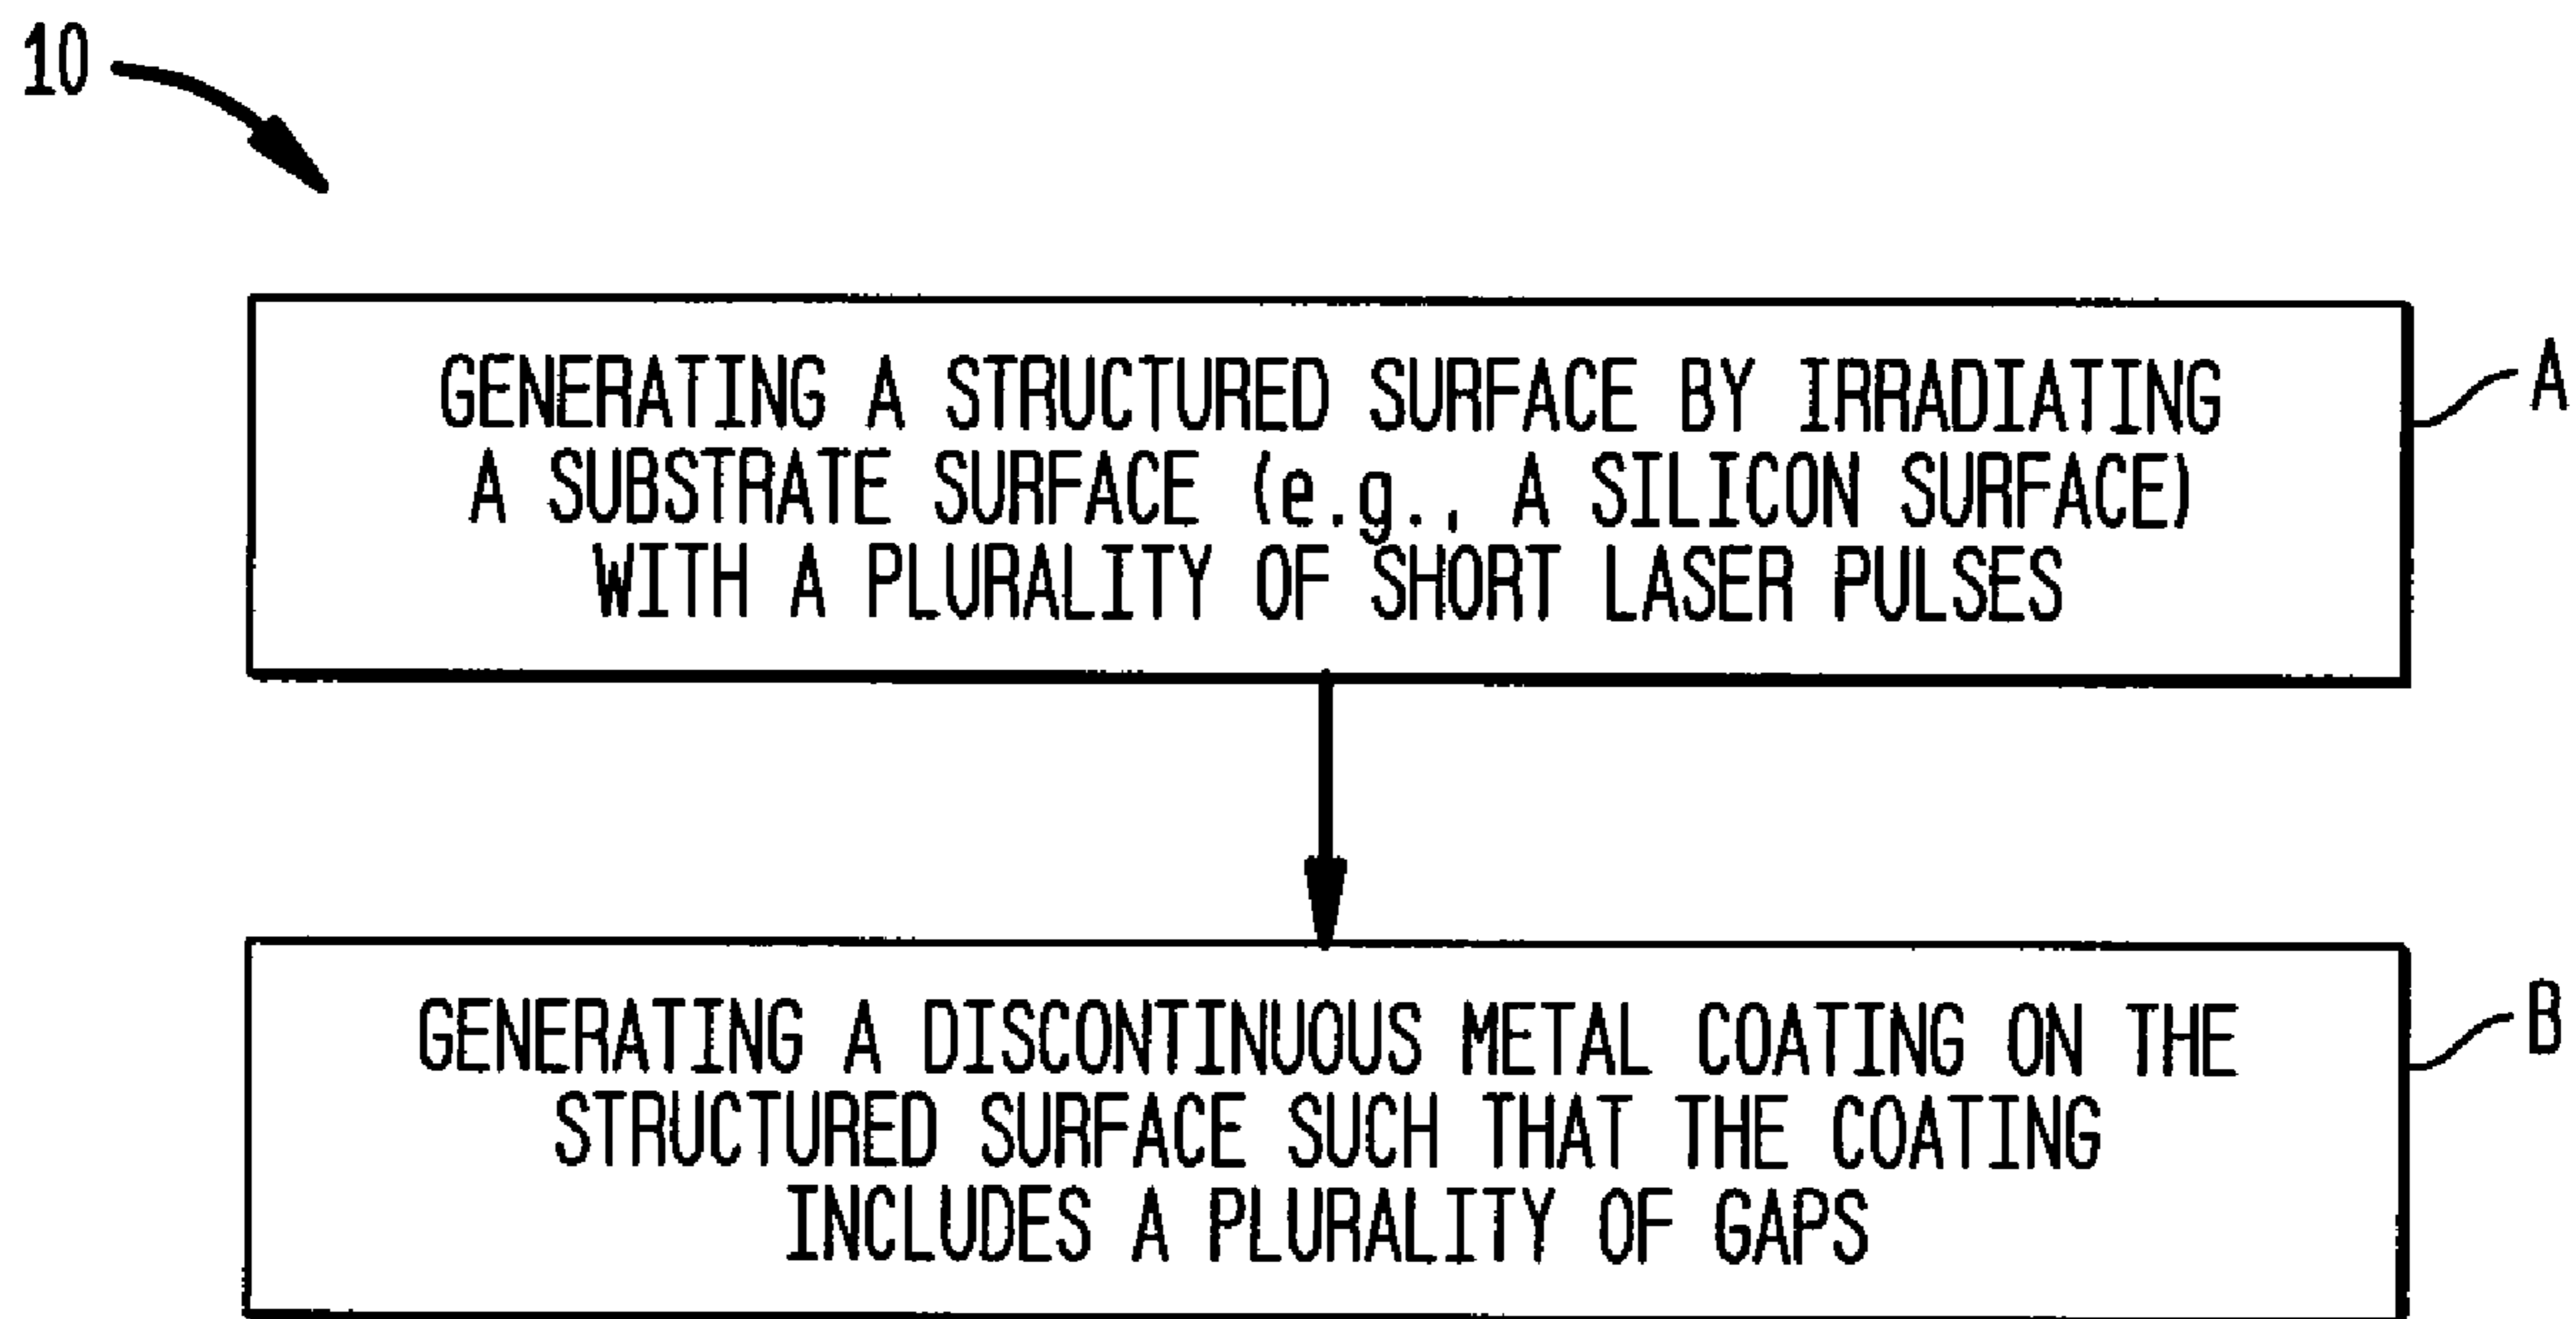 10
GENERATING A STRUCTURED SURFACE BY IRRADIATING
A SUBSTRATE SURFACE (e.g., A SILICON SURFACE)
WITH A PLURALITY OF SHORT LASER PULSES
A
GENERATING A DISCONTINUOUS METAL COATING ON THE
STRUCTURED SURFACE SUCH THAT THE COATING
INCLUDES A PLURALITY OF GAPS
B